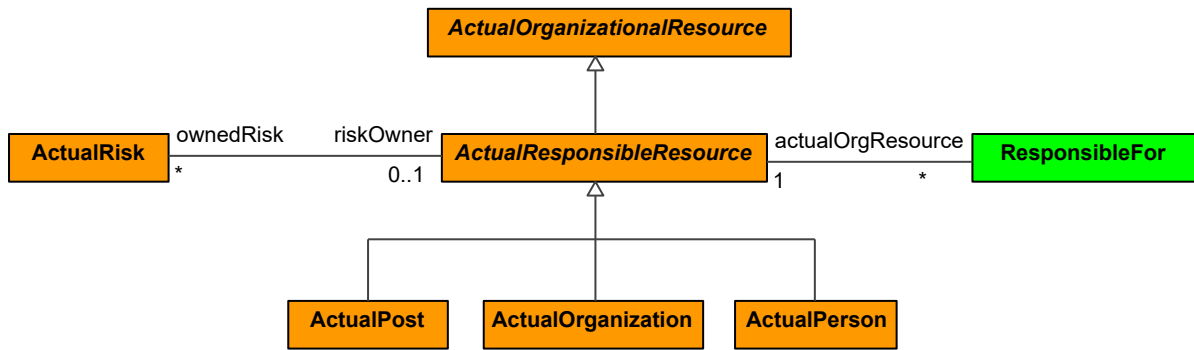 ActualOrganizationalResource
ownedRisk
riskOwner
actualOrgResource
ActualRisk
ActualResponsibleResource
ResponsibleFor
*
0..1
1
*
ActualPost
ActualOrganization
ActualPerson